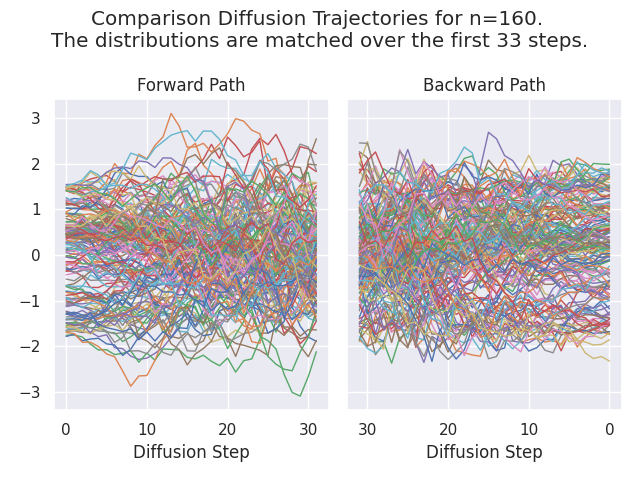 Comparison Diffusion Trajectories for n=160.
The distributions are matched over the first 33 steps.
Forward Path
Backward Path
3
2
1
0
−1
−2
−3
0 10 20 30
30 20 10 0
Diffusion Step
Diffusion Step